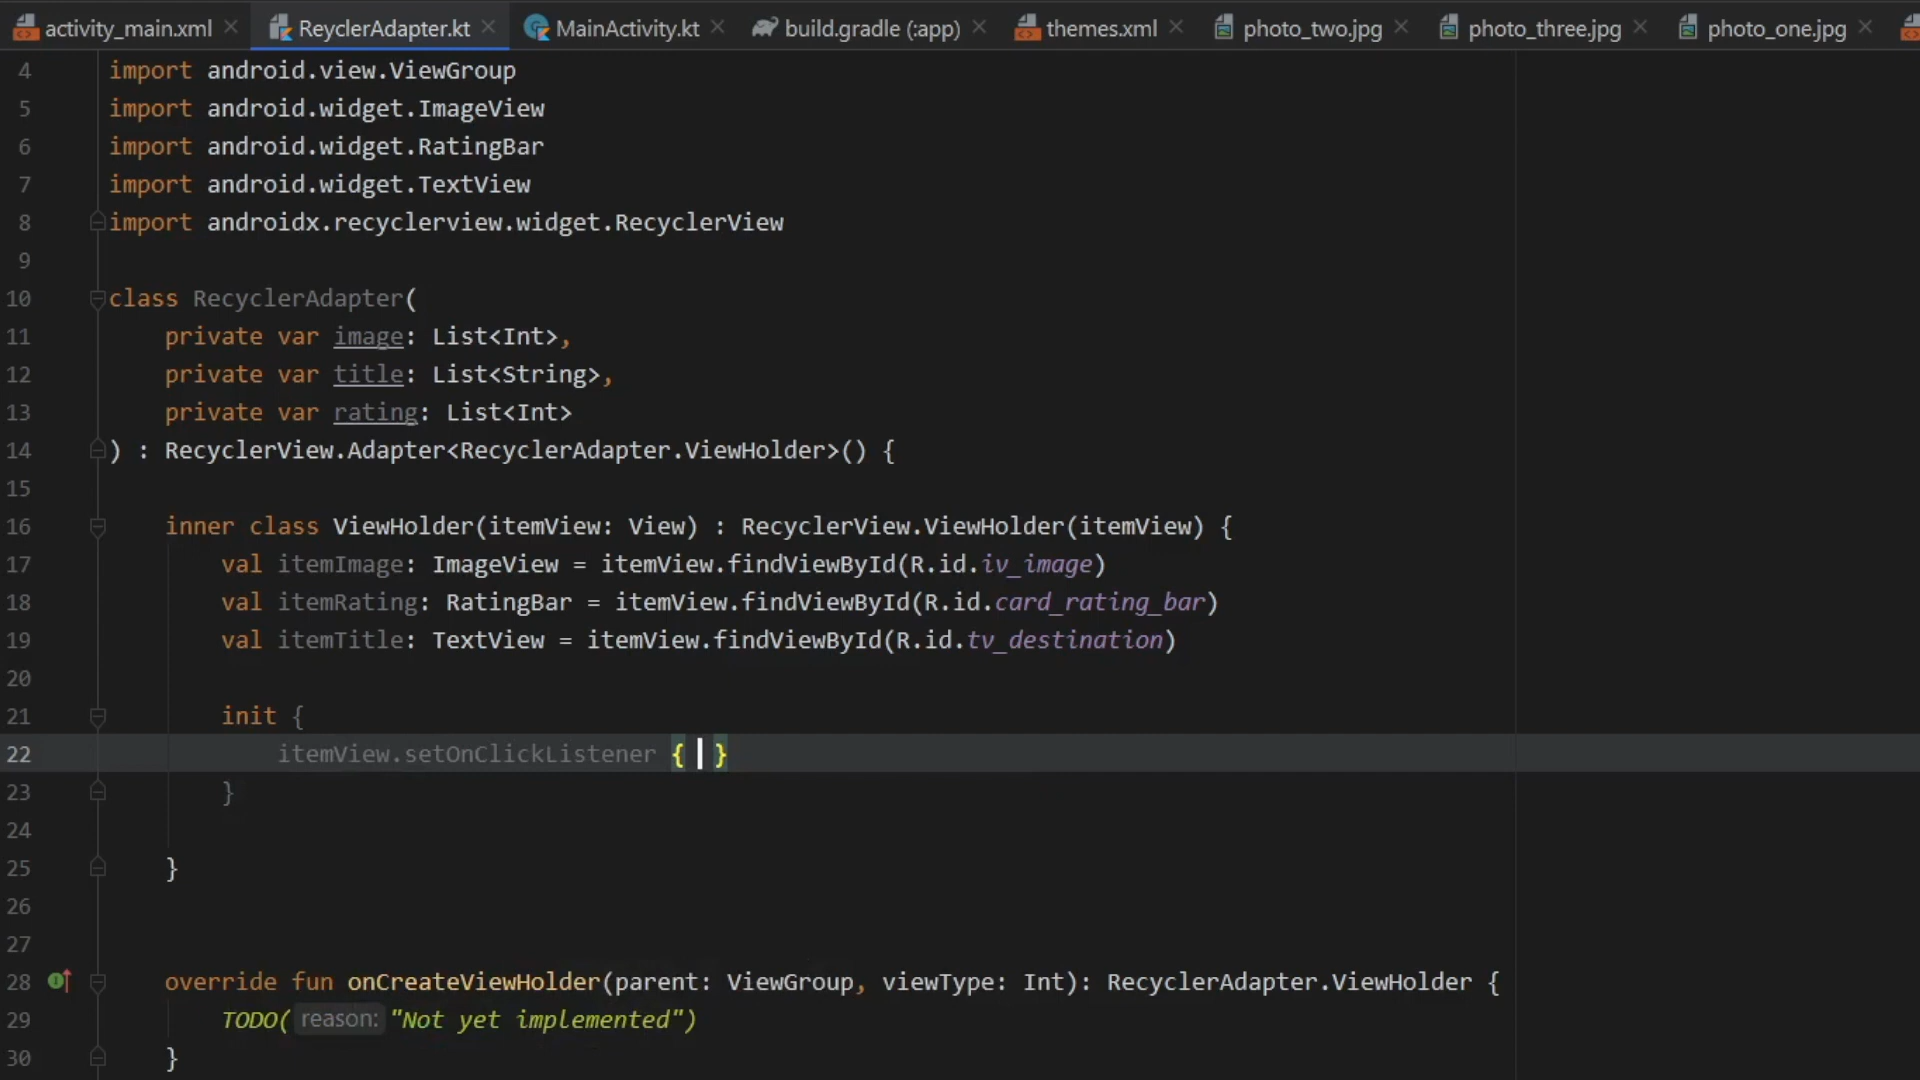 activity_main.xml ReyclerAdapter.kt MainActivity.kt build.gradle (:app) themes.xml photo_two.jpg photo_three.jpg photo_one.jpg
4 import android.view.ViewGroup
5 import android.widget.ImageView
6 import android.widget.RatingBar
7 import android.widget.TextView
8 import androidx.recyclerview.widget.RecyclerView
9
10 class RecyclerAdapter(
11 private var image: List<Int>,
12 private var title: List<String>,
13 private var rating: List<Int>
14 ) : RecyclerView.Adapter<RecyclerAdapter.ViewHolder>() {
15
16 inner class ViewHolder(itemView: View) : RecyclerView.ViewHolder(itemView) {
17 val itemImage: ImageView = itemView.findViewById(R.id.iv_image)
18 val itemRating: RatingBar = itemView.findViewById(R.id.card_rating_bar)
19 val itemTitle: TextView = itemView.findViewById(R.id.tv_destination)
20
21 init {
22 itemView.setOnClickListener { }
23 }
24
25 }
26
27
28 override fun onCreateViewHolder(parent: ViewGroup, viewType: Int): RecyclerAdapter.ViewHolder {
29 TODO( reason: "Not yet implemented")
30 }